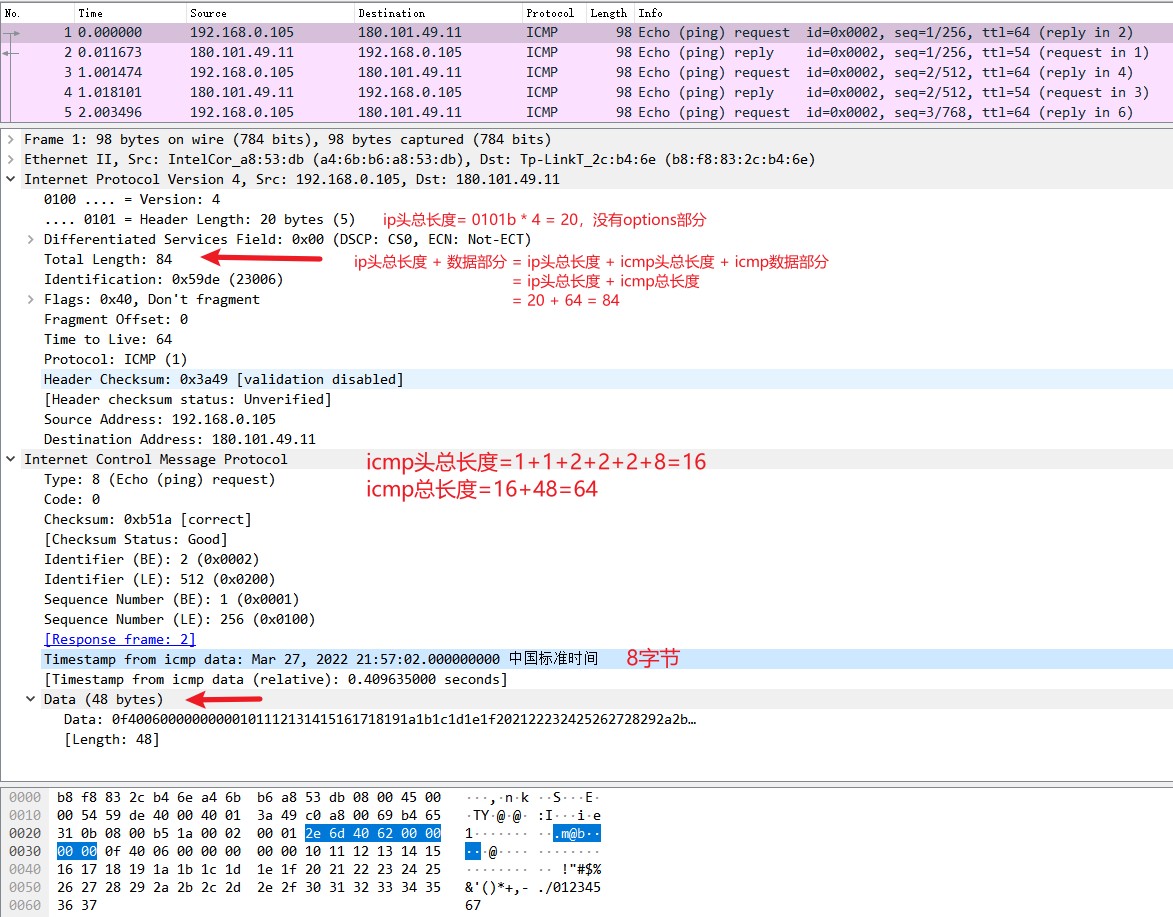 No. Time Source Destination Protocol Length Info
1 0.000000 192.168.0.105 180.101.49.11 ICMP 98 Echo (ping) request id=0x0002, seq=1/256, ttl=64 (reply in 2)
2 0.011673 180.101.49.11 192.168.0.105 ICMP 98 Echo (ping) reply id=0x0002, seq=1/256, ttl=54 (request in 1)
3 1.001474 192.168.0.105 180.101.49.11 ICMP 98 Echo (ping) request id=0x0002, seq=2/512, ttl=64 (reply in 4)
4 1.018101 180.101.49.11 192.168.0.105 ICMP 98 Echo (ping) reply id=0x0002, seq=2/512, ttl=54 (request in 3)
5 2.003496 192.168.0.105 180.101.49.11 ICMP 98 Echo (ping) request id=0x0002, seq=3/768, ttl=64 (reply in 6)
Frame 1: 98 bytes on wire (784 bits), 98 bytes captured (784 bits)
Ethernet II, Src: IntelCor_a8:53:db (a4:6b:b6:a8:53:db), Dst: Tp-LinkT_2c:b4:6e (b8:f8:83:2c:b4:6e)
Internet Protocol Version 4, Src: 192.168.0.105, Dst: 180.101.49.11
0100 .... = Version: 4
.... 0101 = Header Length: 20 bytes (5) ip头总长度= 0101b * 4 = 20，没有options部分
Differentiated Services Field: 0x00 (DSCP: CS0, ECN: Not-ECT)
Total Length: 84 ip头总长度 + 数据部分 = ip头总长度 + icmp头总长度 + icmp数据部分
Identification: 0x59de (23006) = ip头总长度 + icmp总长度
Flags: 0x40, Don't fragment = 20 + 64 = 84
Fragment Offset: 0
Time to Live: 64
Protocol: ICMP (1)
Header Checksum: 0x3a49 [validation disabled]
[Header checksum status: Unverified]
Source Address: 192.168.0.105
Destination Address: 180.101.49.11
Internet Control Message Protocol icmp头总长度=1+1+2+2+2+8=16
Type: 8 (Echo (ping) request) icmp总长度=16+48=64
Code: 0
Checksum: 0xb51a [correct]
[Checksum Status: Good]
Identifier (BE): 2 (0x0002)
Identifier (LE): 512 (0x0200)
Sequence Number (BE): 1 (0x0001)
Sequence Number (LE): 256 (0x0100)
[Response frame: 2]
Timestamp from icmp data: Mar 27, 2022 21:57:02.000000000 中国标准时间 8字节
[Timestamp from icmp data (relative): 0.409635000 seconds]
Data (48 bytes)
Data: 0f40060000000000101112131415161718191a1b1c1d1e1f202122232425262728292a2b…
[Length: 48]
0000 b8 f8 83 2c b4 6e a4 6b b6 a8 53 db 08 00 45 00 ···,·n·k ··S···E·
0010 00 54 59 de 40 00 40 01 3a 49 c0 a8 00 69 b4 65 ·TY·@·@· :I···i·e
0020 31 0b 08 00 b5 1a 00 02 00 01 2e 6d 40 62 00 00 1······· ··.m@b··
0030 00 00 0f 40 06 00 00 00 00 00 10 11 12 13 14 15 ···@···· ········
0040 16 17 18 19 1a 1b 1c 1d 1e 1f 20 21 22 23 24 25 ········ ·· !"#$%
0050 26 27 28 29 2a 2b 2c 2d 2e 2f 30 31 32 33 34 35 &'()*+,- ./012345
0060 36 37 67